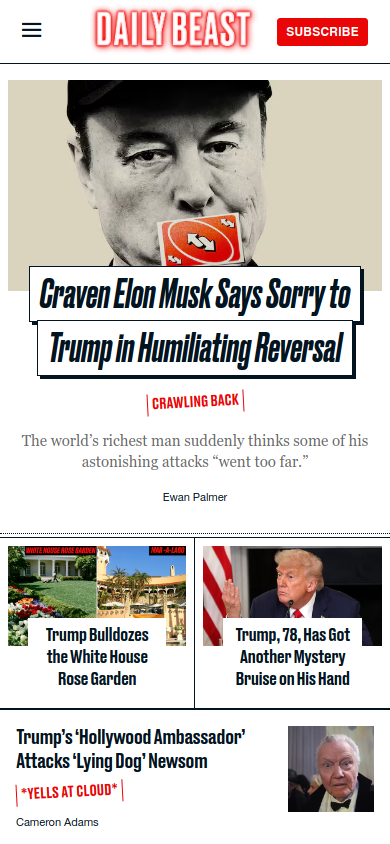 DAILY BEAST
SUBSCRIBE
Craven Elon Musk Says Sorry to
Trump in Humiliating Reversal
CRAWLING BACK
The world’s richest man suddenly thinks some of his
astonishing attacks “went too far.”
Ewan Palmer
WHITE HOUSE ROSE GARDEN
MAR-A-LAGO
Trump Bulldozes
the White House
Rose Garden
Trump, 78, Has Got
Another Mystery
Bruise on His Hand
Trump’s ‘Hollywood Ambassador’
Attacks ‘Lying Dog’ Newsom
*YELLS AT CLOUD*
Cameron Adams